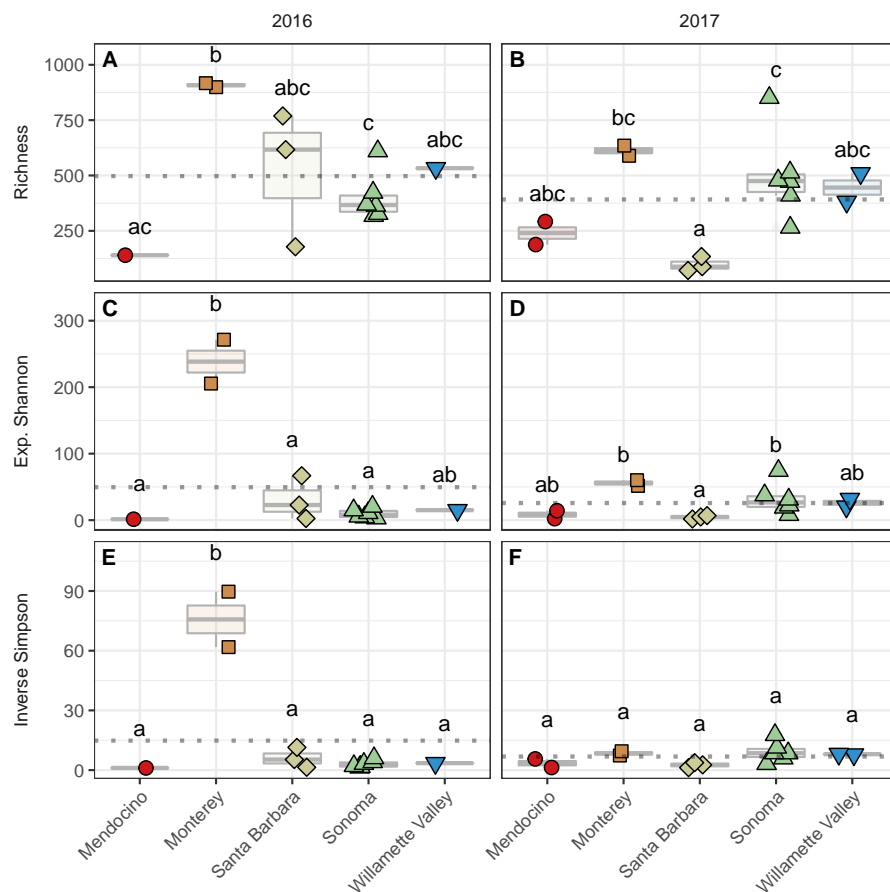 2016 2017
A B
b c
1000
abc bc
750
c abc abc
500
ac abc a
250
Richness
C D
b
300
200
100
a a a ab ab b a b ab
0
Exp. Shannon
E F
b
90
60
30
a a a a a a a a a
0
Inverse Simpson
Mendocino Monterey Santa Barbara Sonoma Willamette Valley Mendocino Monterey Santa Barbara Sonoma Willamette Valley